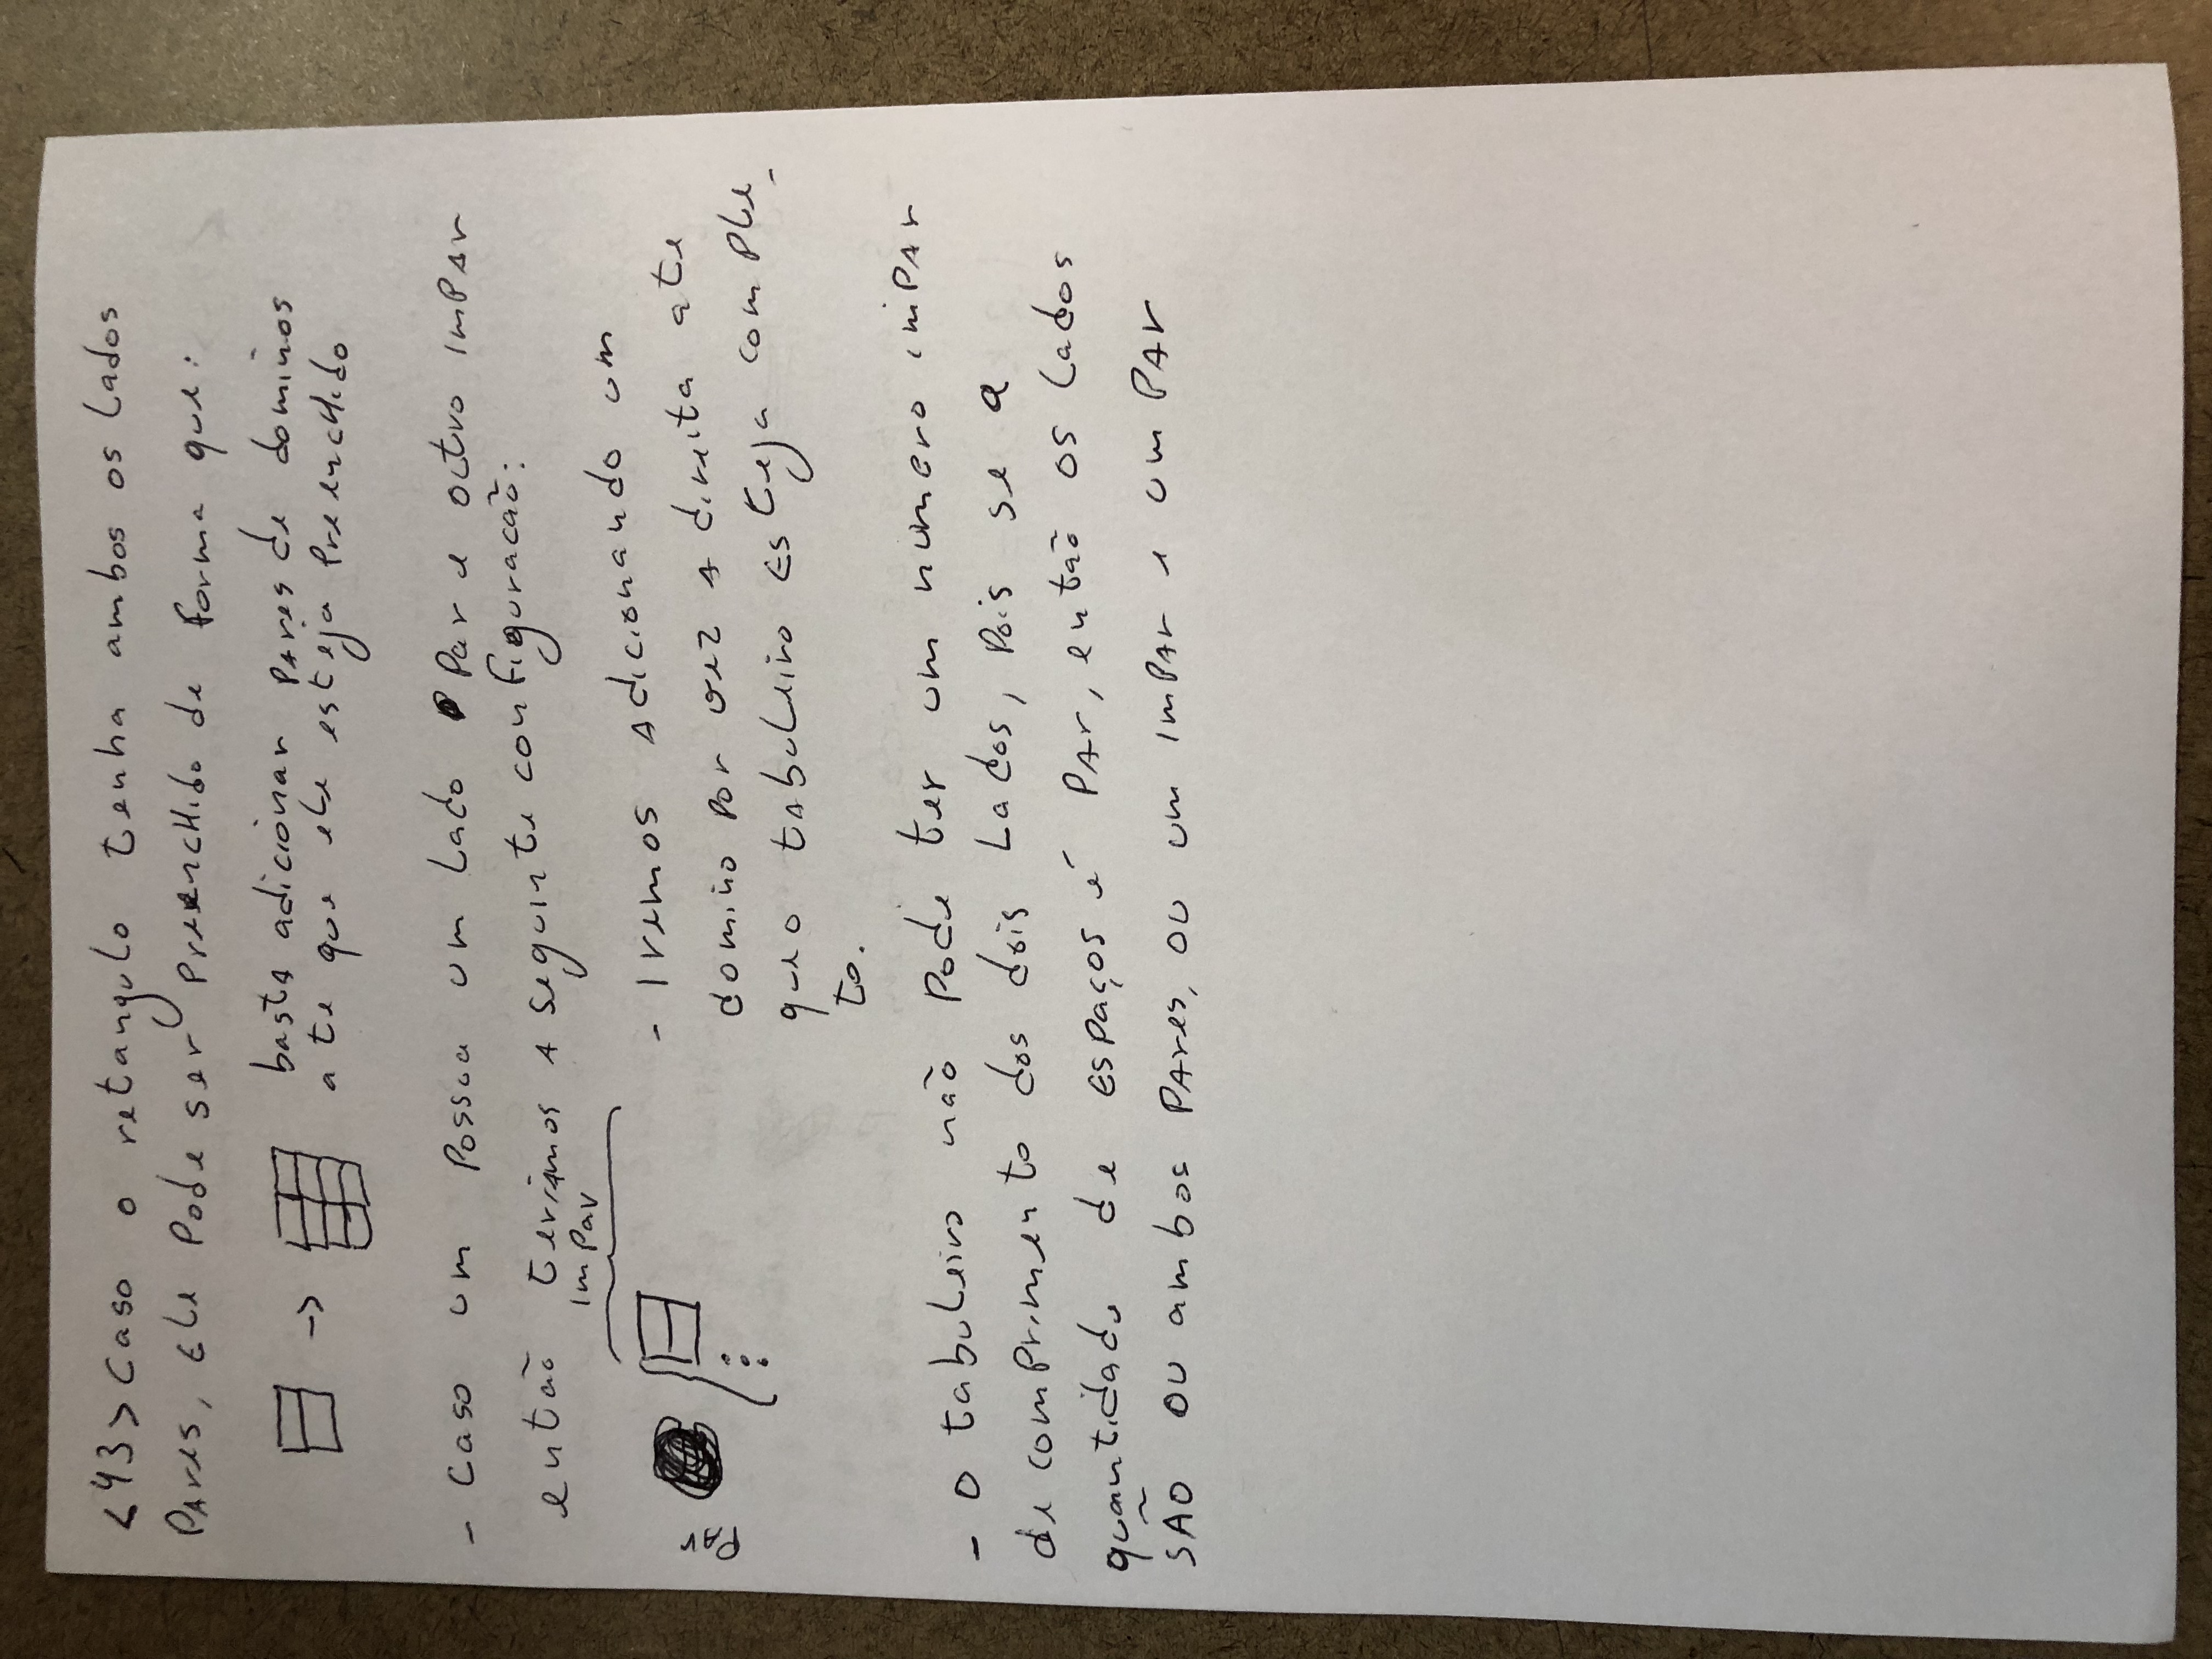 <43> Caso o retangulo tenha ambos os lados
Pares, Ele Pode ser Preenchido de forma que:
basta adicionar pares de dominos
ate que ele esteja Preenchido
- Caso um Possua um lado Par e outro impar
então teriamos a seguinte configuracão:
impar
Par
- Iremos adicionando um
domino por vez a direita ate
que o tabuleiro esteja comple-
to.
- O tabuleiro não pode ter um numero impar
de comprimento dos dois lados, pois se a
quantidade de espaços é par, então os lados
são ou ambos pares, ou um impar e um par